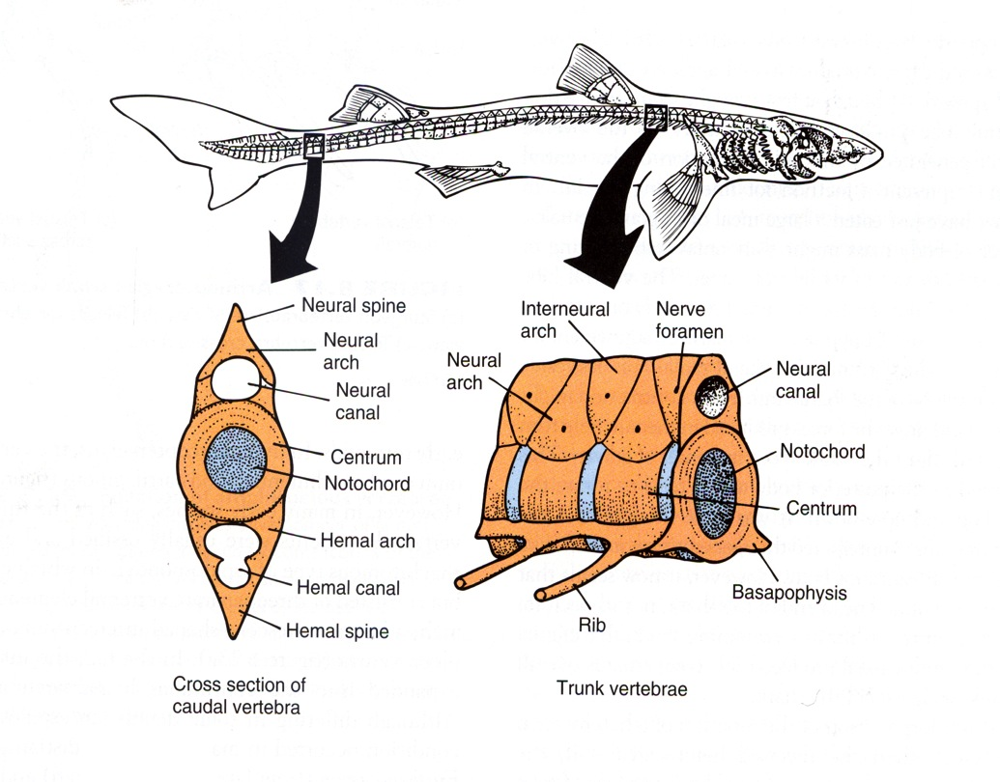 Neural spine
Neural
arch
Neural
canal
Centrum
Notochord
Hemal arch
Hemal canal
Hemal spine
Cross section of
caudal vertebra
Interneural
arch
Nerve
foramen
Neural
arch
Neural
canal
Notochord
Centrum
Basapophysis
Rib
Trunk vertebrae